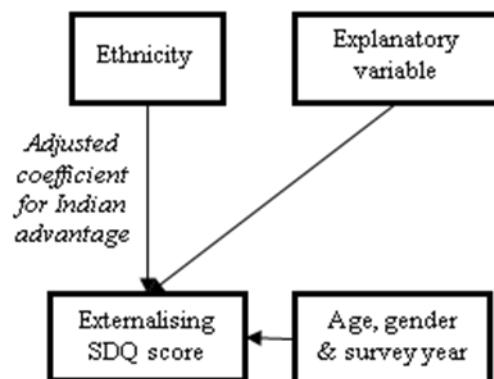 Ethnicity
Explanatory
variable
Adjusted
coefficient
for Indian
advantage
Externalising
SDQ score
Age, gender
& survey year